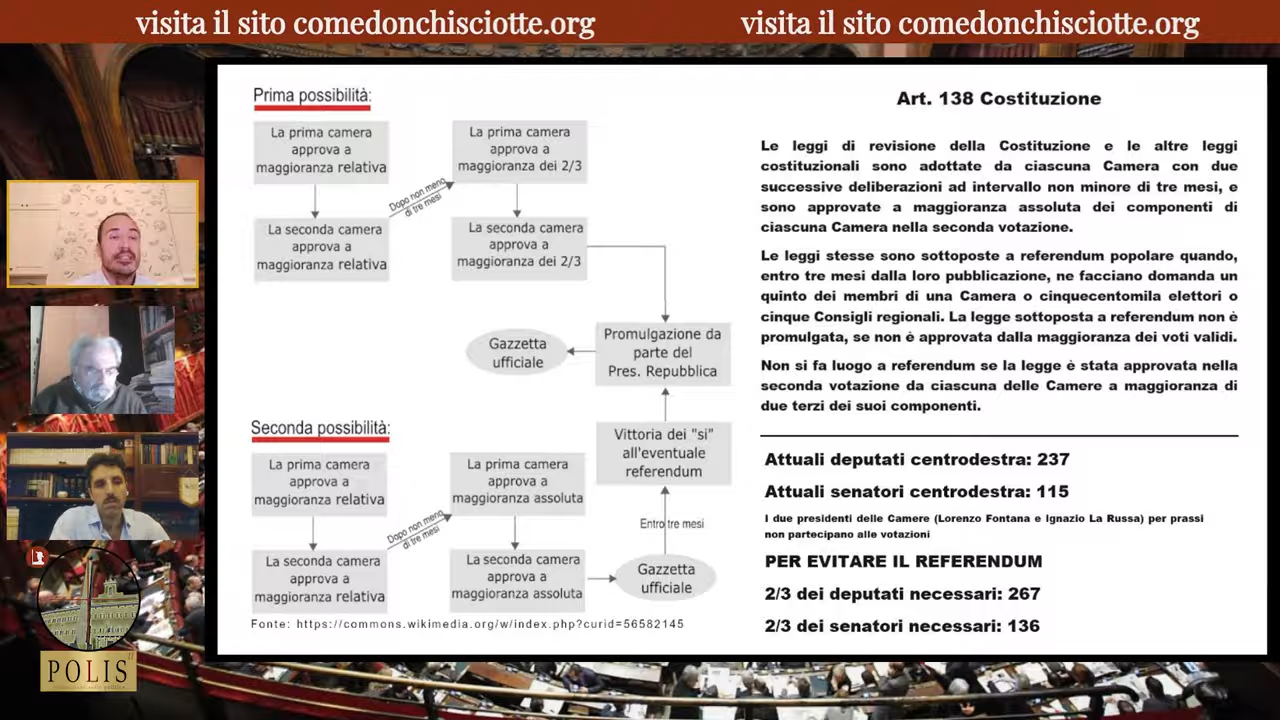 visita il sito comedonchisciotte.org
visita il sito comedonchisciotte.org
Prima possibilità:
La prima camera
approva a
maggioranza relativa
La seconda camera
approva a
maggioranza relativa
Dopo non meno
di tre mesi
La prima camera
approva a
maggioranza dei 2/3
La seconda camera
approva a
maggioranza dei 2/3
Promulgazione da
parte del
Pres. Repubblica
Gazzetta
ufficiale
Seconda possibilità:
La prima camera
approva a
maggioranza relativa
La seconda camera
approva a
maggioranza relativa
Dopo non meno
di tre mesi
La prima camera
approva a
maggioranza assoluta
La seconda camera
approva a
maggioranza assoluta
Gazzetta
ufficiale
Entro tre mesi
Vittoria dei "si"
all'eventuale
referendum
Fonte: https://commons.wikimedia.org/w/index.php?curid=56582145
Art. 138 Costituzione
Le leggi di revisione della Costituzione e le altre leggi
costituzionali sono adottate da ciascuna Camera con due
successive deliberazioni ad intervallo non minore di tre mesi, e
sono approvate a maggioranza assoluta dei componenti di
ciascuna Camera nella seconda votazione.
Le leggi stesse sono sottoposte a referendum popolare quando,
entro tre mesi dalla loro pubblicazione, ne facciano domanda un
quinto dei membri di una Camera o cinquecentomila elettori o
cinque Consigli regionali. La legge sottoposta a referendum non è
promulgata, se non è approvata dalla maggioranza dei voti validi.
Non si fa luogo a referendum se la legge è stata approvata nella
seconda votazione da ciascuna delle Camere a maggioranza di
due terzi dei suoi componenti.
Attuali deputati centrodestra: 237
Attuali senatori centrodestra: 115
I due presidenti delle Camere (Lorenzo Fontana e Ignazio La Russa) per prassi
non partecipano alle votazioni
PER EVITARE IL REFERENDUM
2/3 dei deputati necessari: 267
2/3 dei senatori necessari: 136
POLIS